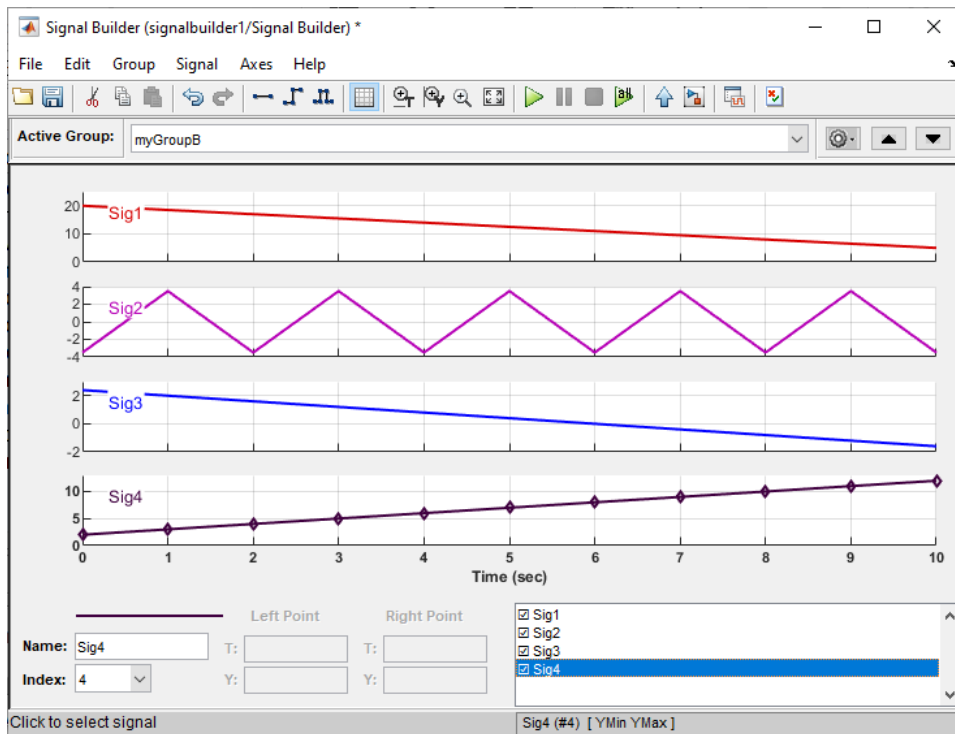 Signal Builder (signalbuilder1/Signal Builder) *
File Edit Group Signal Axes Help
Active Group: myGroupB
20
Sig1
10
0
4
Sig2
2
0
-2
-4
2
Sig3
0
-2
10
Sig4
5
0
0 1 2 3 4 5 6 7 8 9 10
Time (sec)
Left Point Right Point
Name: Sig4 T: T:
Index: 4 Y: Y:
Sig1
Sig2
Sig3
Sig4
Click to select signal
Sig4 (#4) [ YMin YMax ]